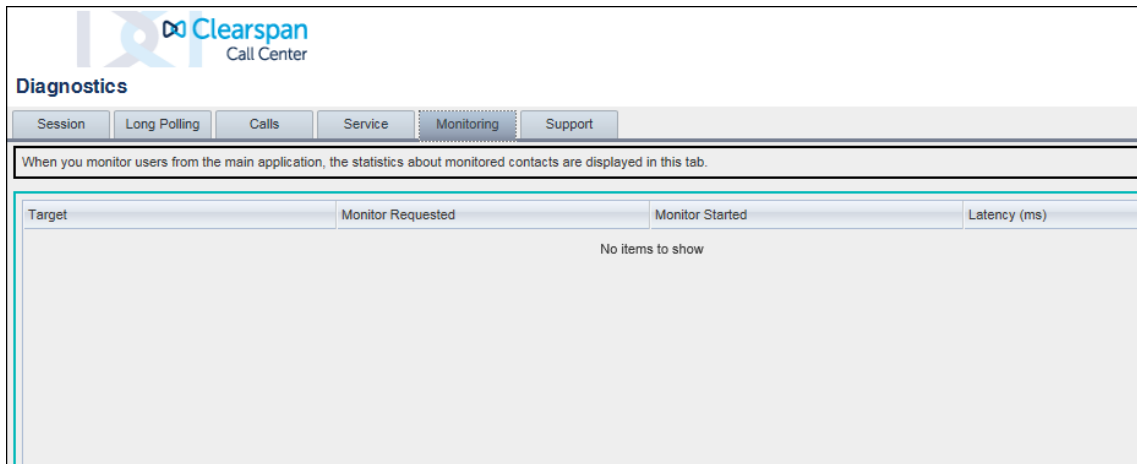 Clearspan
Call Center
Diagnostics
Session Long Polling Calls Service Monitoring Support
When you monitor users from the main application, the statistics about monitored contacts are displayed in this tab.
Target Monitor Requested Monitor Started Latency (ms)
No items to show